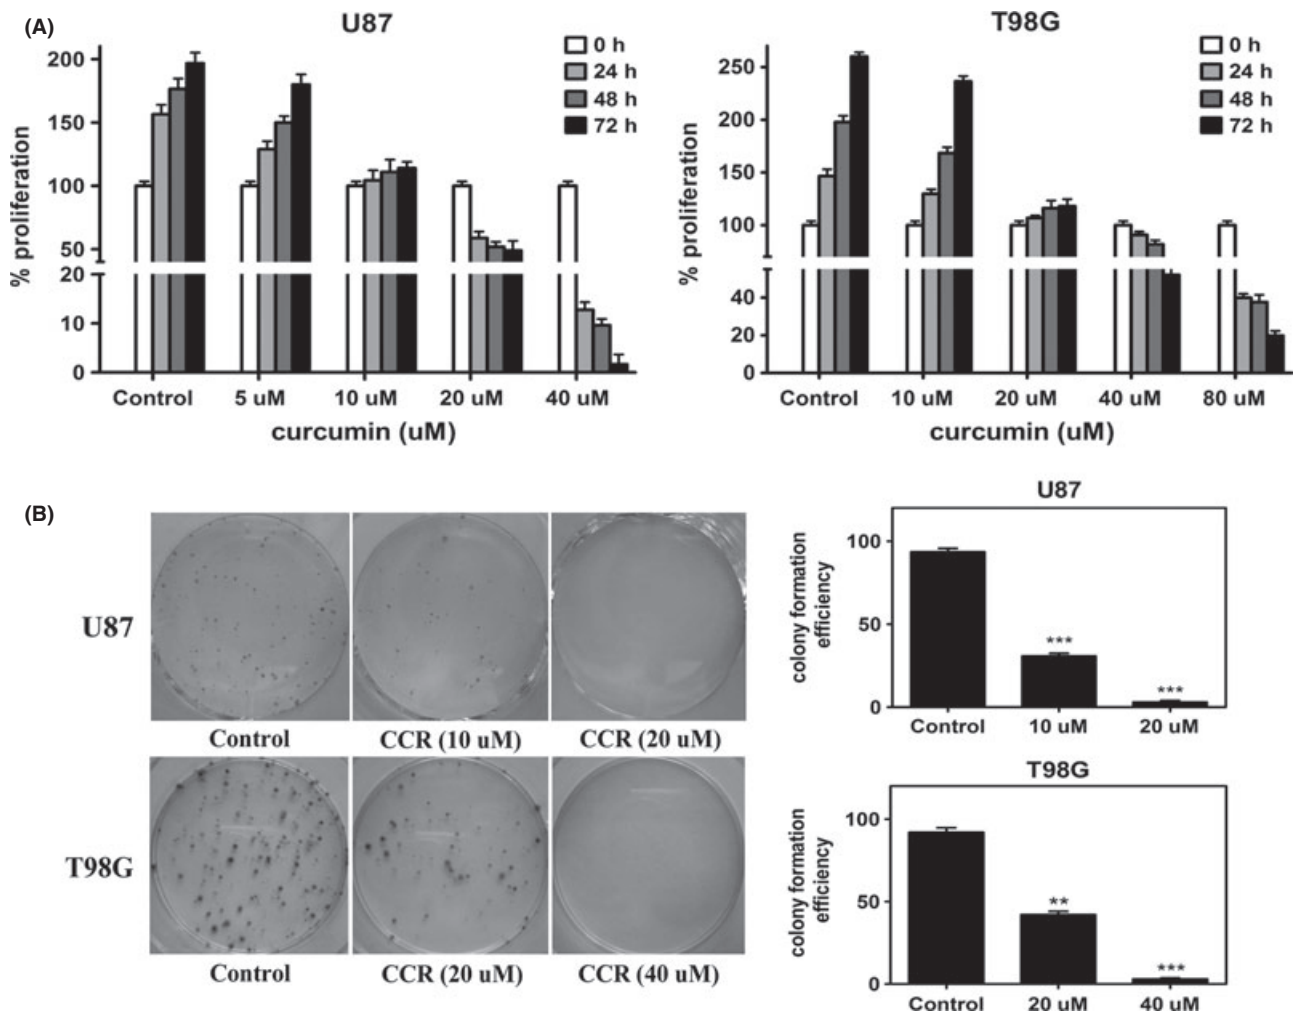 (A)
U87
% proliferation
200
150
100
50
20
10
0
0 h
24 h
48 h
72 h
Control
5 uM
10 uM
20 uM
40 uM
curcumin (uM)
T98G
% proliferation
250
200
150
100
40
20
0
0 h
24 h
48 h
72 h
Control
10 uM
20 uM
40 uM
80 uM
curcumin (uM)
(B)
U87
Control
CCR (10 uM)
CCR (20 uM)
T98G
Control
CCR (20 uM)
CCR (40 uM)
U87
colony formation
efficiency
100
50
0
***
***
Control
10 uM
20 uM
T98G
colony formation
efficiency
100
50
0
**
***
Control
20 uM
40 uM